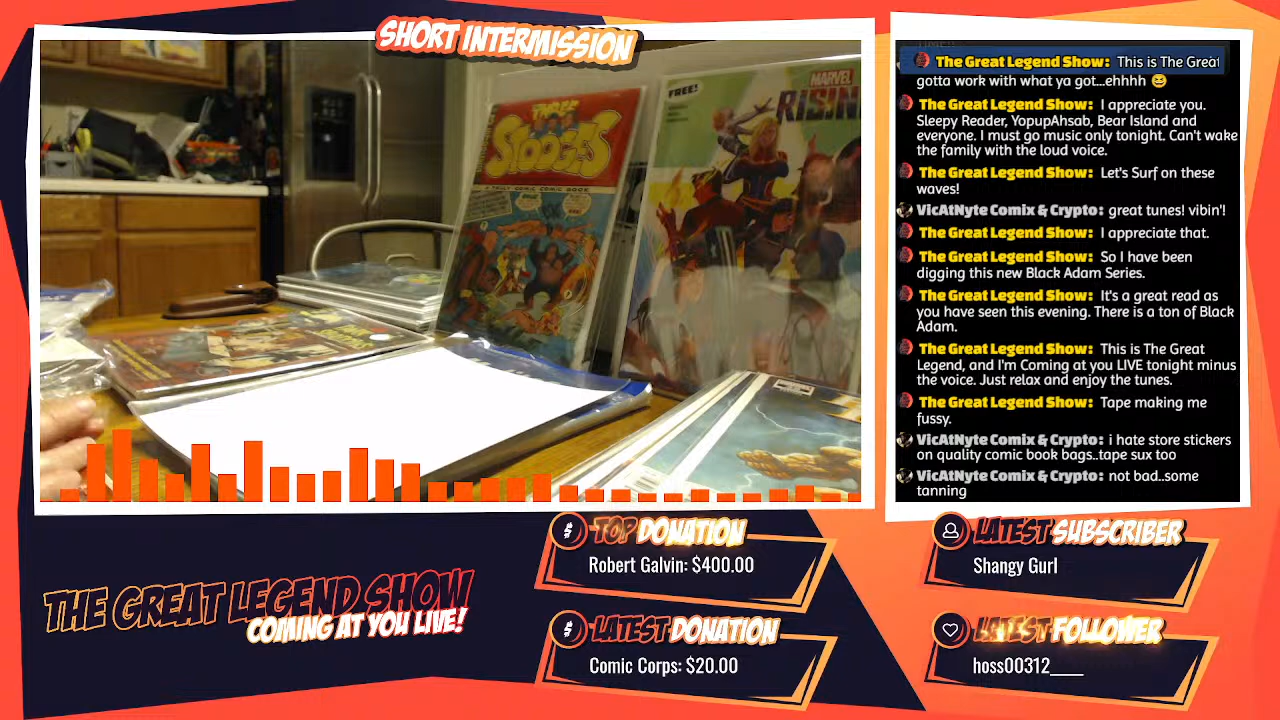 SHORT INTERMISSION
FREE!
MARVEL
RISIN
THREE
STOOGES
A TRULY COMIC COMIC BOOK
The Great Legend Show: This is The Great
gotta work with what ya got...ehhhh 😆
The Great Legend Show: I appreciate you.
Sleepy Reader, YopupAhsab, Bear Island and
everyone. I must go music only tonight. Can't wake
the family with the loud voice.
The Great Legend Show: Let's Surf on these
waves!
VicAtNyte Comix & Crypto: great tunes! vibin'!
The Great Legend Show: I appreciate that.
The Great Legend Show: So I have been
digging this new Black Adam Series.
The Great Legend Show: It's a great read as
you have seen this evening. There is a ton of Black
Adam.
The Great Legend Show: This is The Great
Legend, and I'm Coming at you LIVE tonight minus
the voice. Just relax and enjoy the tunes.
The Great Legend Show: Tape making me
fussy.
VicAtNyte Comix & Crypto: i hate store stickers
on quality comic book bags..tape sux too
VicAtNyte Comix & Crypto: not bad..some
tanning
THE GREAT LEGEND SHOW
COMING AT YOU LIVE!
TOP DONATION
Robert Galvin: $400.00
LATEST DONATION
Comic Corps: $20.00
LATEST SUBSCRIBER
Shangy Gurl
LATEST FOLLOWER
hoss00312____